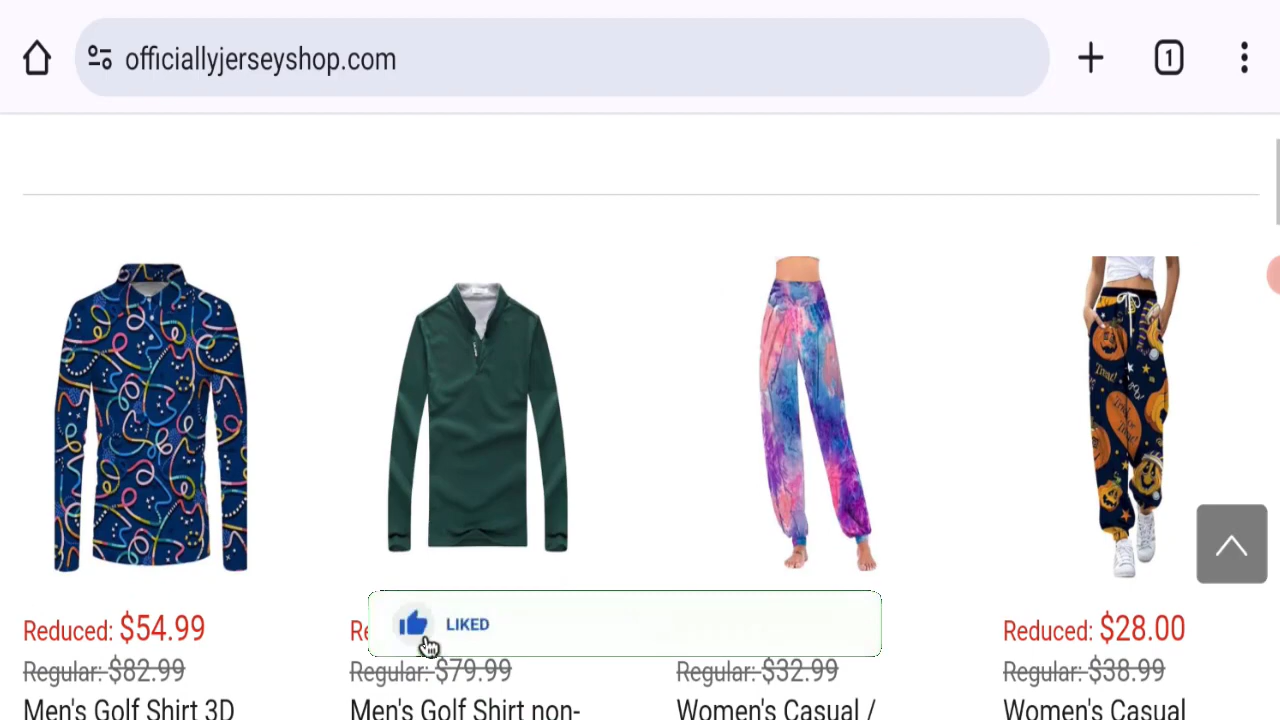 officiallyjerseyshop.com
1
Reduced: $54.99
Regular: $82.99
Men's Golf Shirt 3D
Re
LIKED
Regular: $79.99
Men's Golf Shirt non-
Regular: $32.99
Women's Casual /
Reduced: $28.00
Regular: $38.99
Women's Casual